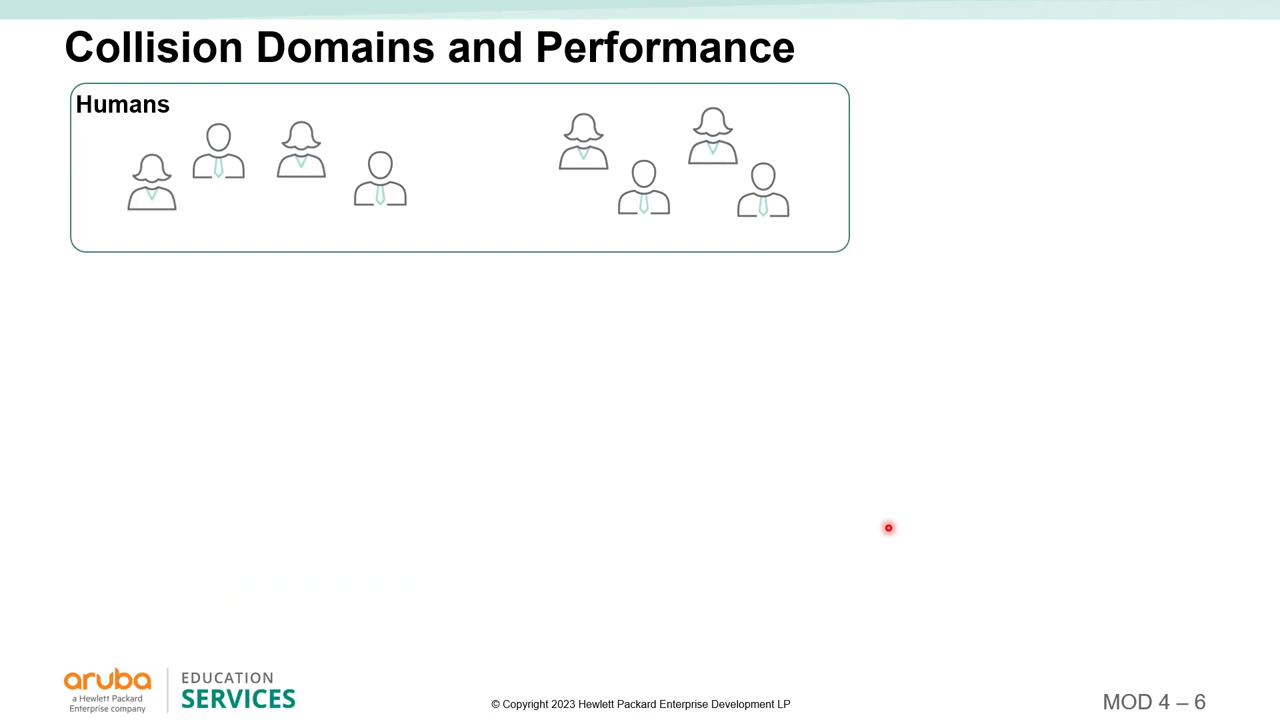 Collision Domains and Performance
Humans
aruba
a Hewlett Packard
Enterprise company
EDUCATION
SERVICES
© Copyright 2023 Hewlett Packard Enterprise Development LP
MOD 4 – 6